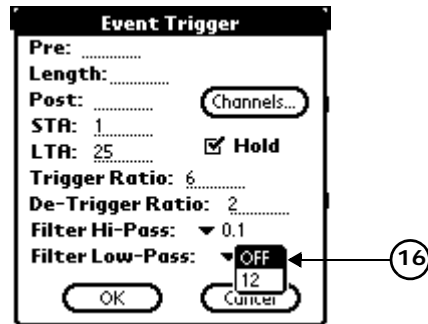 Event Trigger
Pre:
Length:
Post:
Channels...
STA: 1
LTA: 25
Hold
Trigger Ratio: 6
De-Trigger Ratio: 2
Filter Hi-Pass: 0.1
Filter Low-Pass: OFF
12
16
OK
Cancel